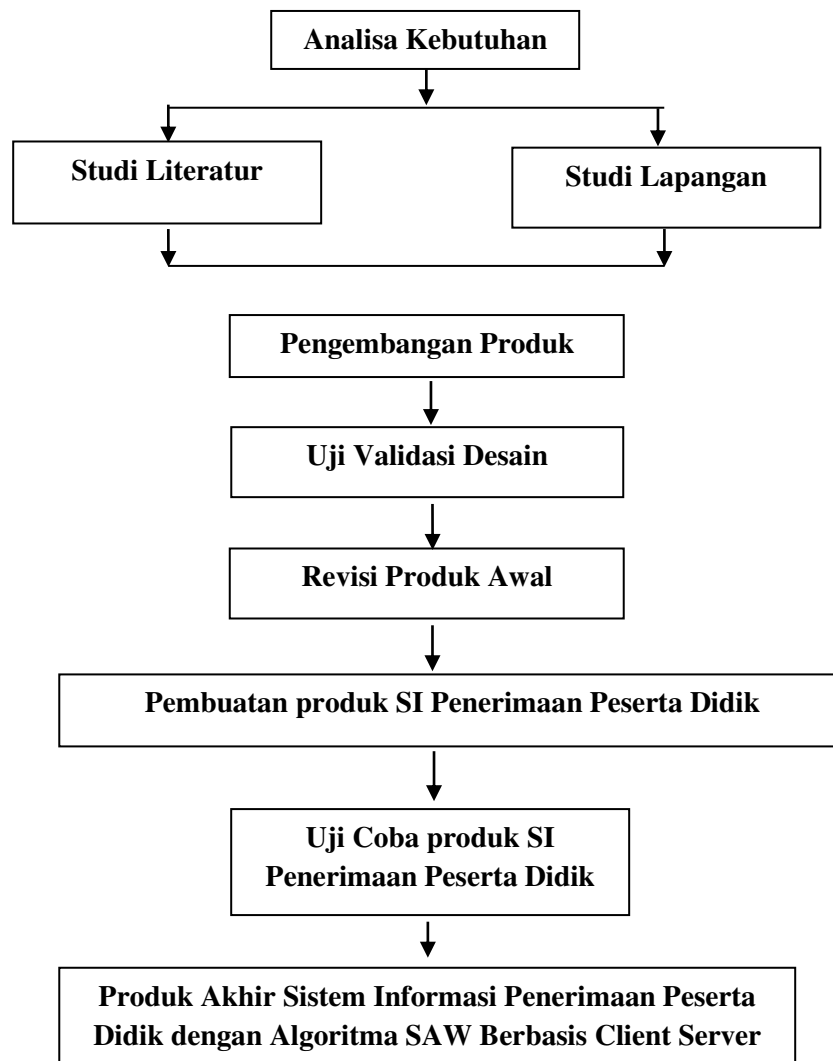 Analisa Kebutuhan
Studi Literatur
Studi Lapangan
Pengembangan Produk
Uji Validasi Desain
Revisi Produk Awal
Pembuatan produk SI Penerimaan Peserta Didik
Uji Coba produk SI
Penerimaan Peserta Didik
Produk Akhir Sistem Informasi Penerimaan Peserta
Didik dengan Algoritma SAW Berbasis Client Server